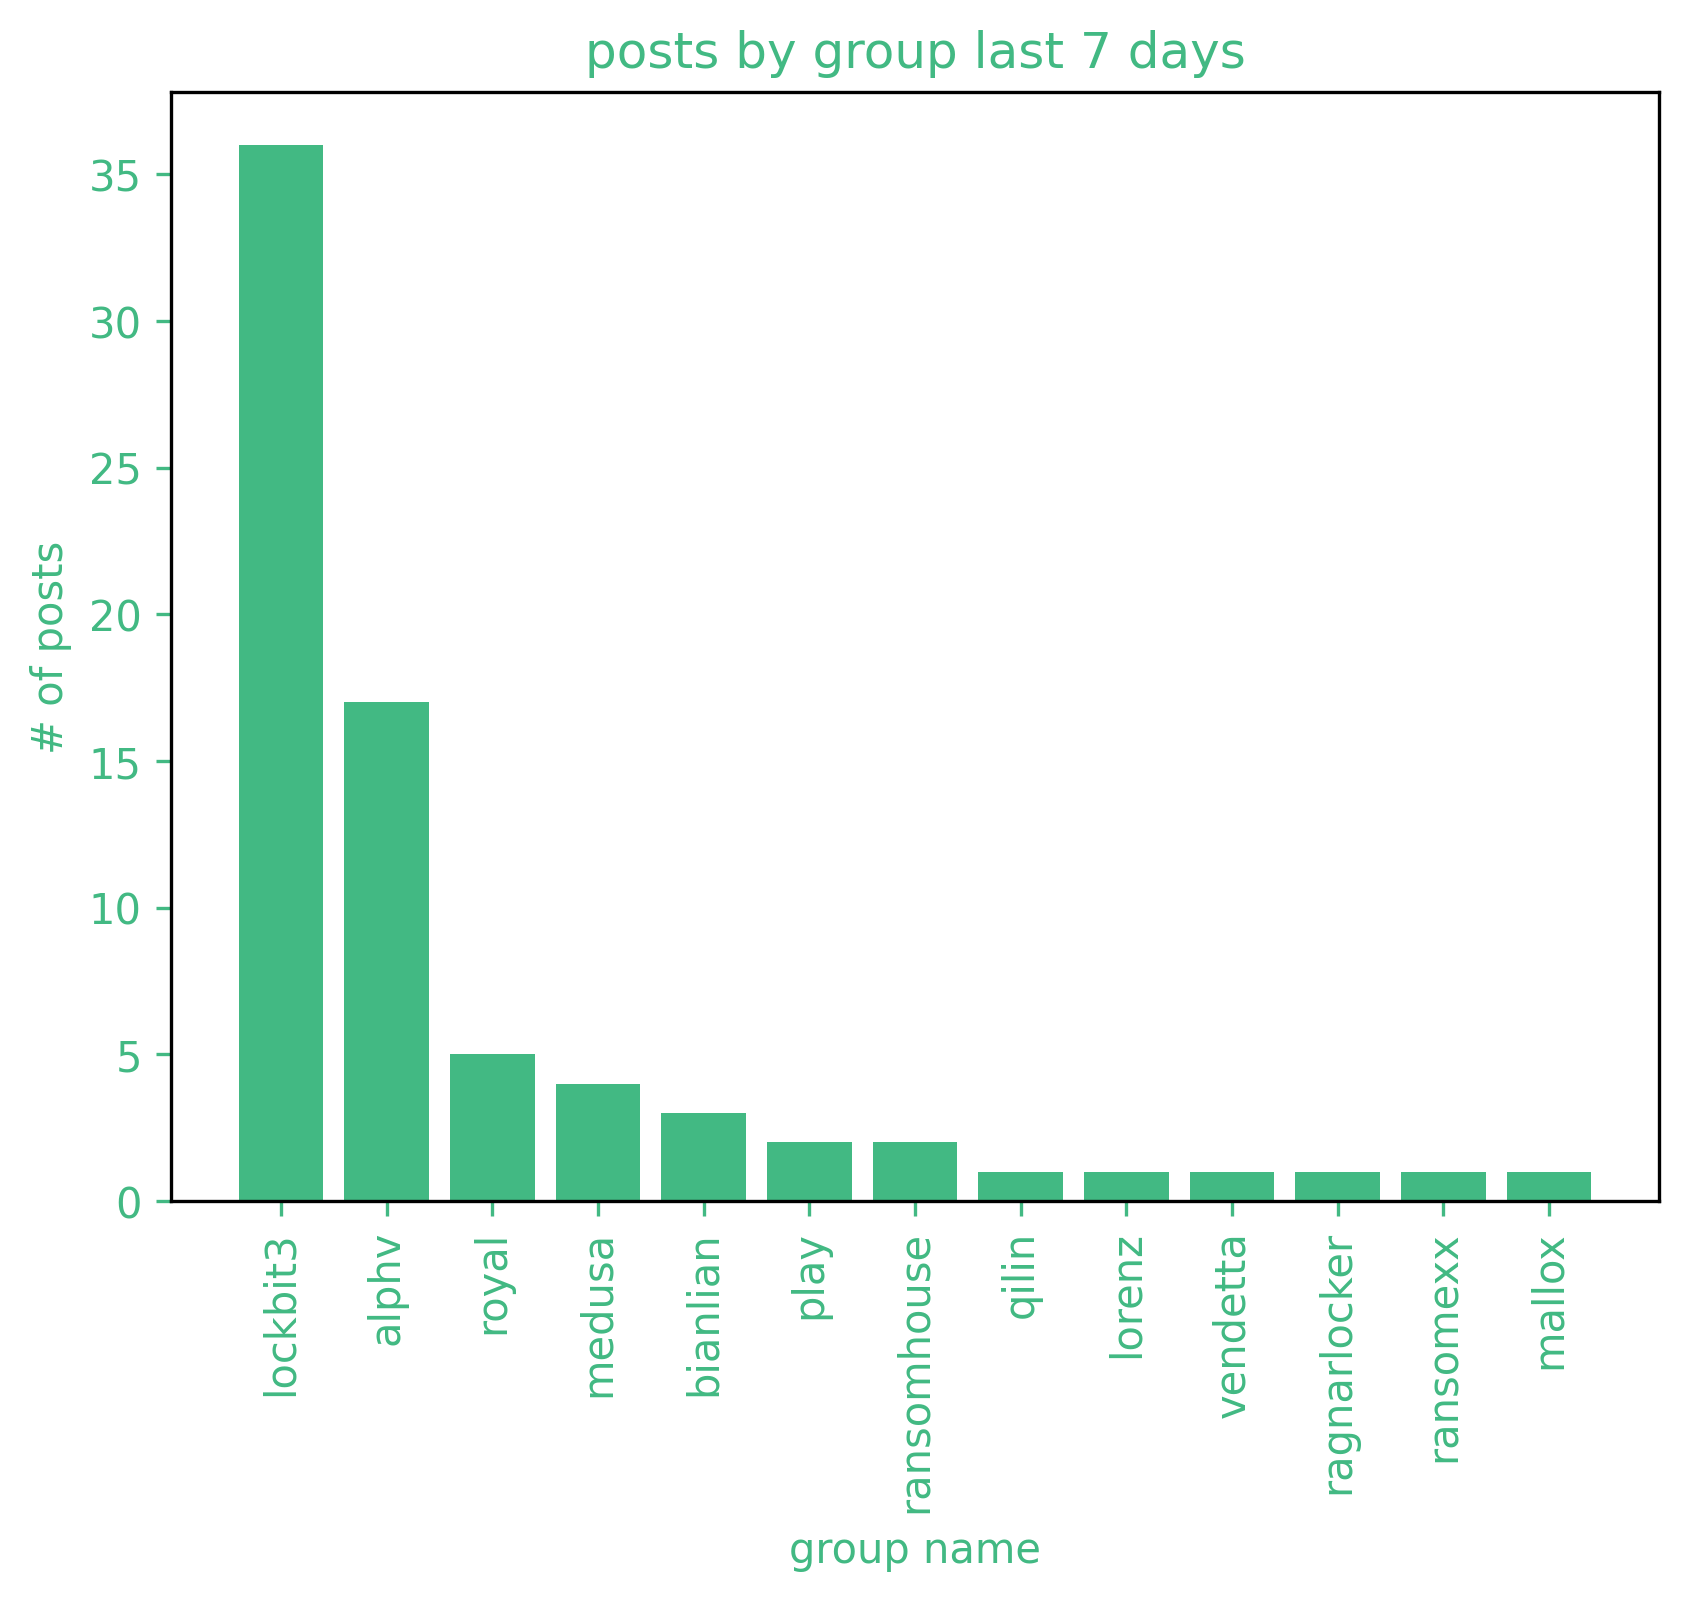 posts by group last 7 days
# of posts
35
30
25
20
15
10
5
0
lockbit3
alphv
royal
medusa
bianlian
play
ransomhouse
qilin
lorenz
vendetta
ragnarlocker
ransomexx
mallox
group name